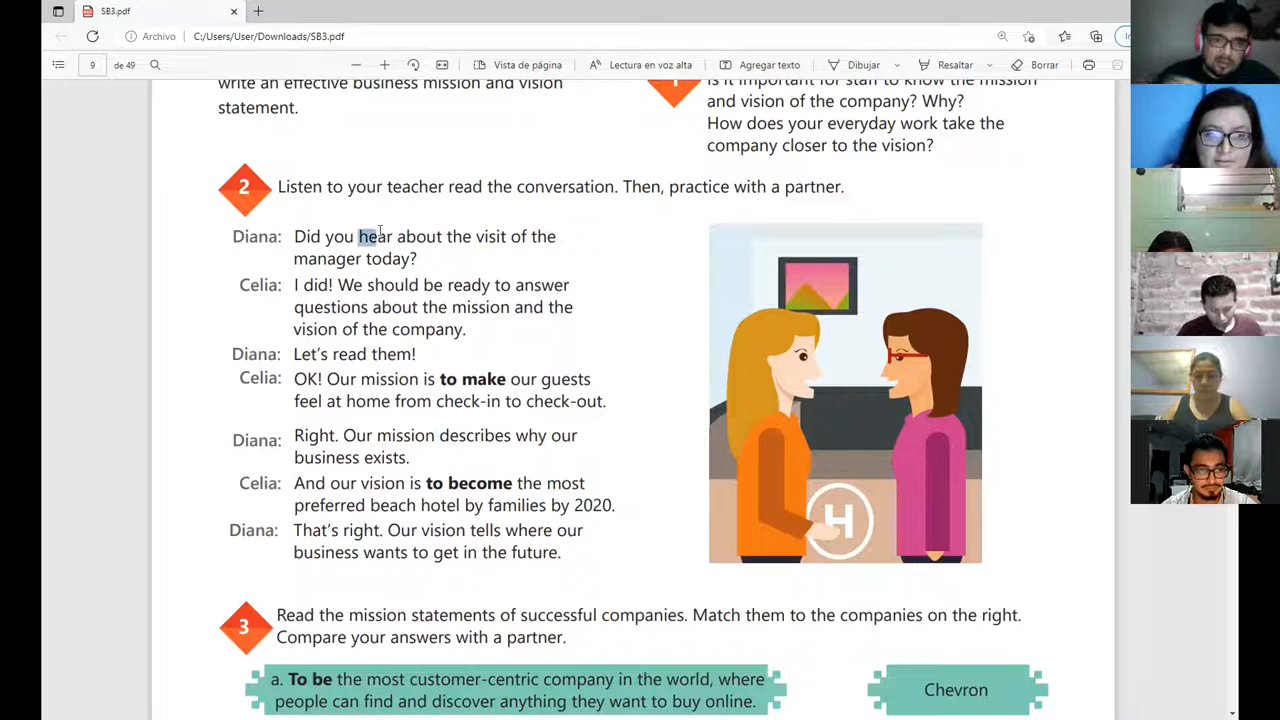 SB3.pdf
Archivo C:/Users/User/Downloads/SB3.pdf
9 de 49 Vista de página Lectura en voz alta Agregar texto Dibujar Resaltar Borrar
write an effective business mission and vision
statement.
1
Is it important for staff to know the mission
and vision of the company? Why?
How does your everyday work take the
company closer to the vision?
2 Listen to your teacher read the conversation. Then, practice with a partner.
Diana: Did you hear about the visit of the
manager today?
Celia: I did! We should be ready to answer
questions about the mission and the
vision of the company.
Diana: Let's read them!
Celia: OK! Our mission is to make our guests
feel at home from check-in to check-out.
Diana: Right. Our mission describes why our
business exists.
Celia: And our vision is to become the most
preferred beach hotel by families by 2020.
Diana: That's right. Our vision tells where our
business wants to get in the future.
H
3 Read the mission statements of successful companies. Match them to the companies on the right.
Compare your answers with a partner.
a. To be the most customer-centric company in the world, where
people can find and discover anything they want to buy online.
Chevron